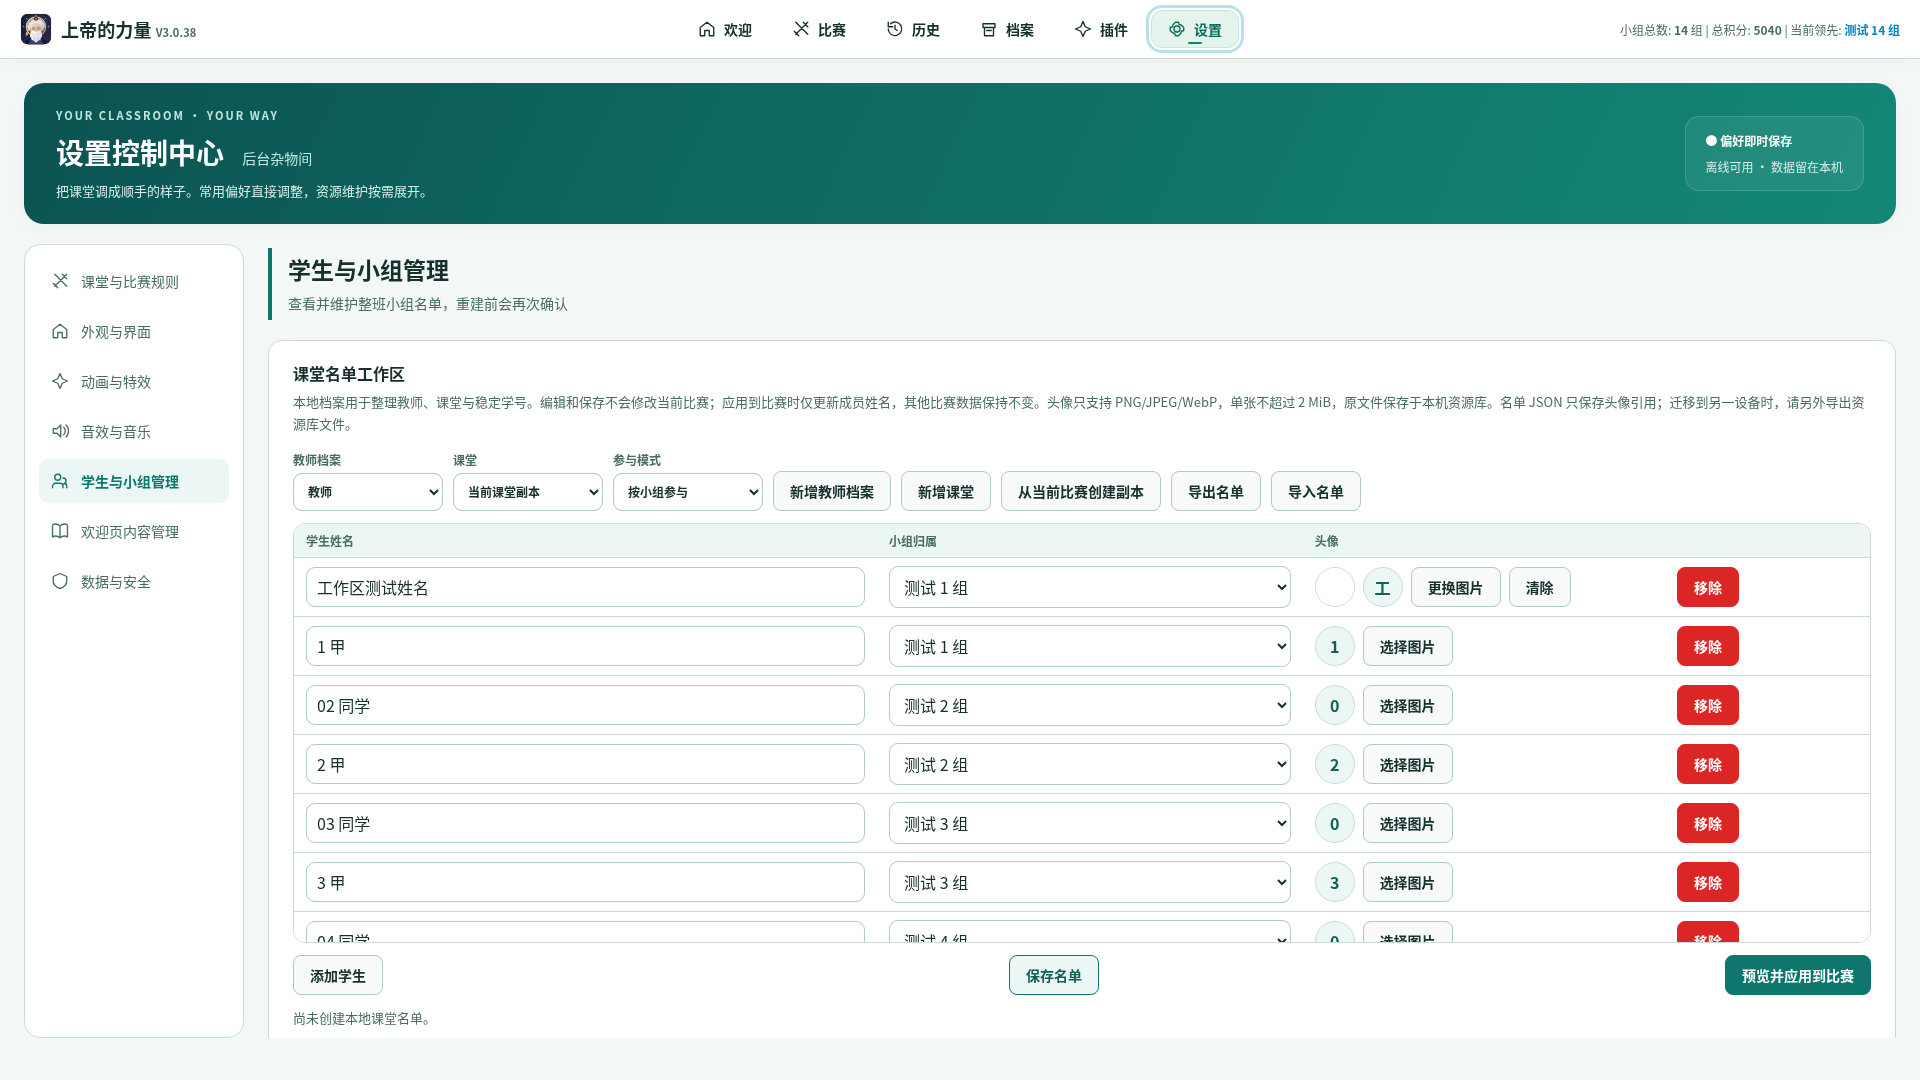 上帝的力量 V3.0.38
欢迎 比赛 历史 档案 插件 设置
小组总数: 14 组 | 总积分: 5040 | 当前领先: 测试 14 组
YOUR CLASSROOM · YOUR WAY
设置控制中心 后台杂物间
把课堂调成顺手的样子。常用偏好直接调整，资源维护按需展开。
偏好即时保存
离线可用 · 数据留在本机
课堂与比赛规则
外观与界面
动画与特效
音效与音乐
学生与小组管理
欢迎页内容管理
数据与安全
学生与小组管理
查看并维护整班小组名单，重建前会再次确认
课堂名单工作区
本地档案用于整理教师、课堂与稳定学号。编辑和保存不会修改当前比赛；应用到比赛时仅更新成员姓名，其他比赛数据保持不变。头像只支持 PNG/JPEG/WebP，单张不超过 2 MiB，原文件保存于本机资源库。名单 JSON 只保存头像引用；迁移到另一设备时，请另外导出资
源库文件。
教师档案 课堂 参与模式
教师 当前课堂副本 按小组参与 新增教师档案 新增课堂 从当前比赛创建副本 导出名单 导入名单
学生姓名 小组归属 头像
工作区测试姓名 测试 1 组 工 更换图片 清除 移除
1 甲 测试 1 组 1 选择图片 移除
02 同学 测试 2 组 0 选择图片 移除
2 甲 测试 2 组 2 选择图片 移除
03 同学 测试 3 组 0 选择图片 移除
3 甲 测试 3 组 3 选择图片 移除
04 同学 测试 4 组 0 选择图片 移除
添加学生 保存名单 预览并应用到比赛
尚未创建本地课堂名单。